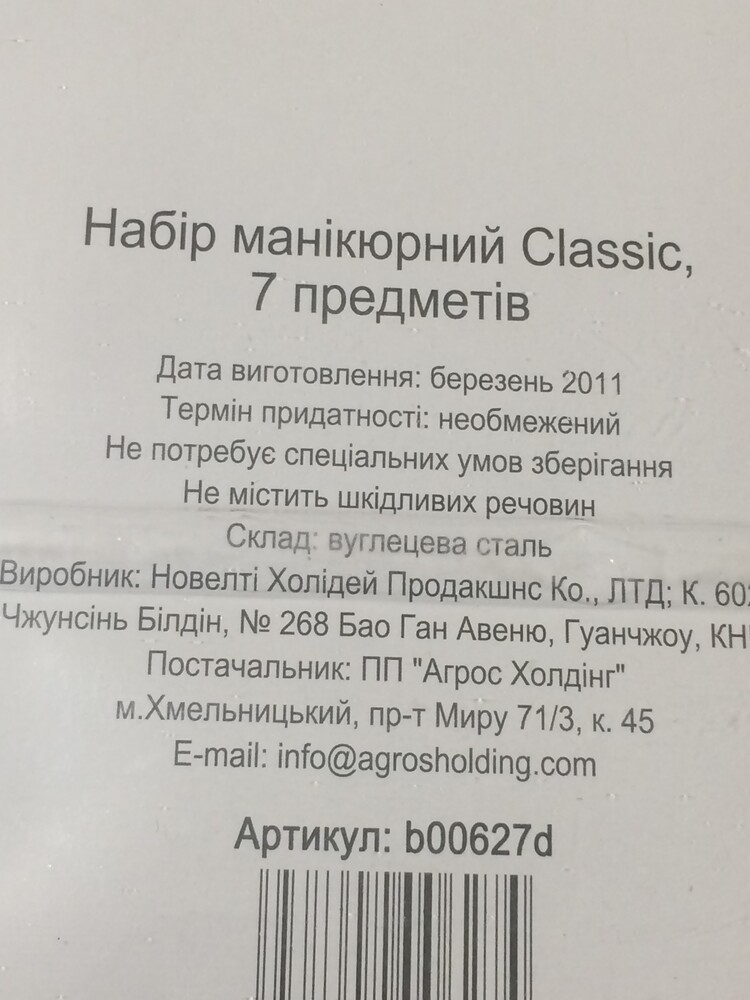 Набір манікюрний Classic,
7 предметів
Дата виготовлення: березень 2011
Термін придатності: необмежений
Не потребує спеціальних умов зберігання
Не містить шкідливих речовин
Склад: вуглецева сталь
Виробник: Новелті Холідей Продакшнс Ко., ЛТД; К. 602
Чжунсінь Білдін, № 268 Бао Ган Авеню, Гуанчжоу,
Постачальник: ПП "Агрос Холдінг"
м.Хмельницький, пр-т Миру 71/3, к. 45
E-mail: info@agrosholding.com
Артикул: b00627d